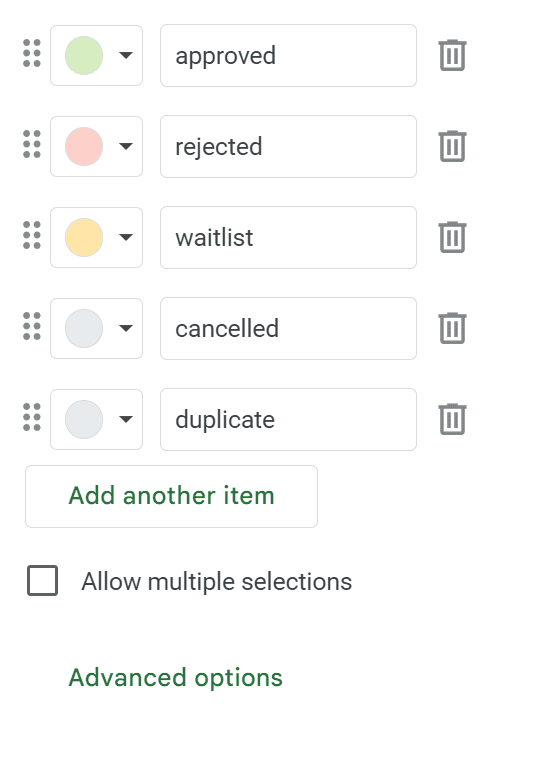 approved
rejected
waitlist
cancelled
duplicate
Add another item
Allow multiple selections
Advanced options